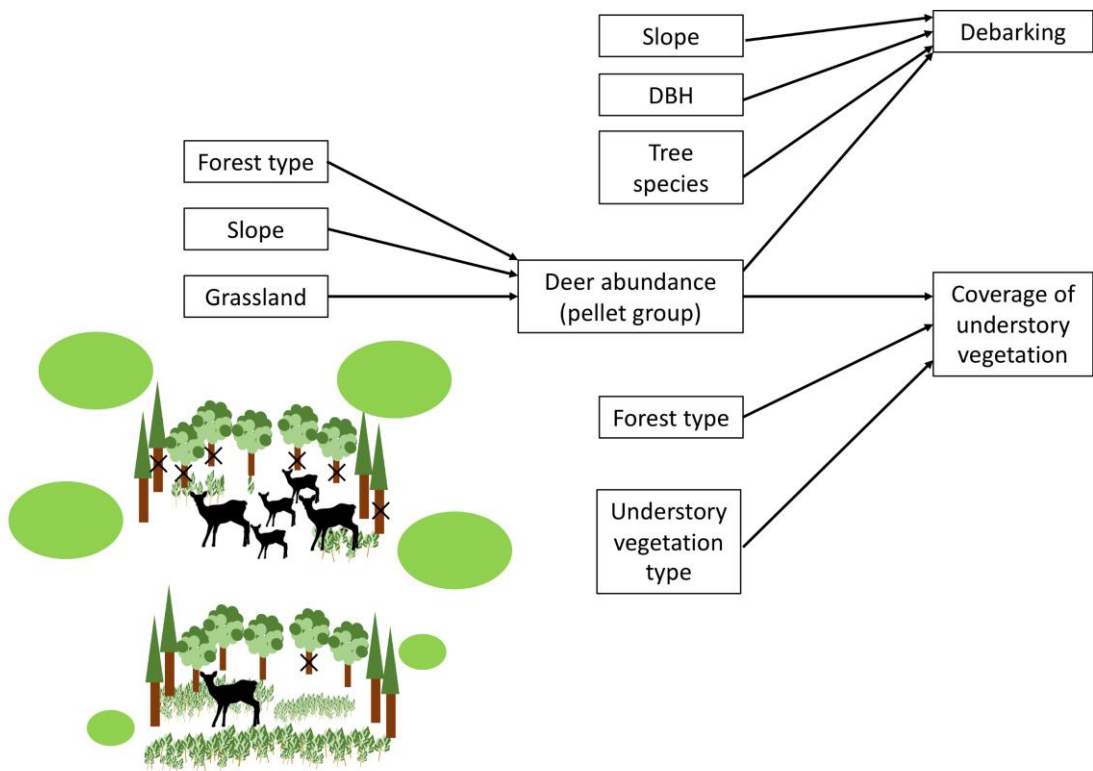 Slope
Debarking
DBH
Tree
species
Forest type
Slope
Grassland
Deer abundance
(pellet group)
Coverage of
understory
vegetation
Forest type
Understory
vegetation
type